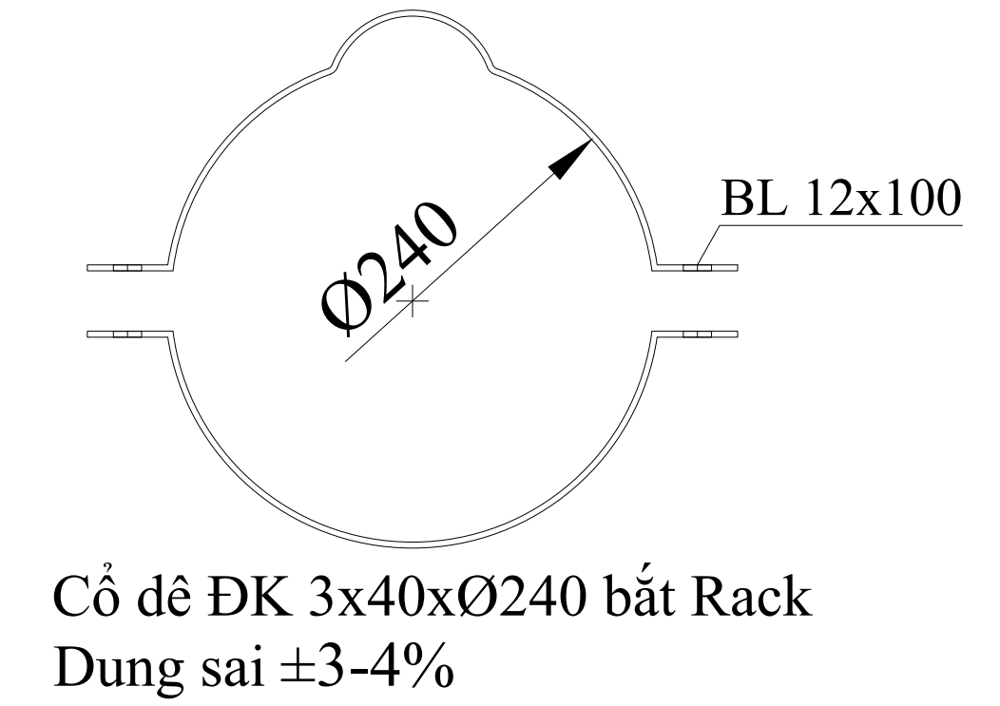 BL 12x100
Ø240
Cổ dê ĐK 3x40xØ240 bắt Rack
Dung sai ±3-4%